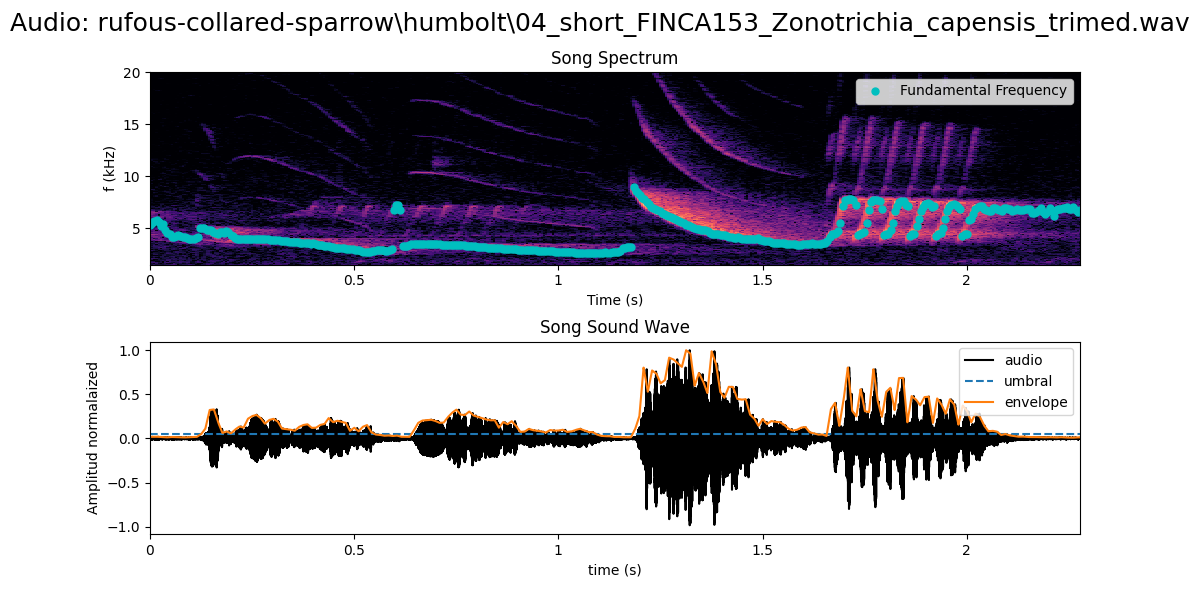 Audio: rufous-collared-sparrow\humbolt\04_short_FINCA153_Zonotrichia_capensis_trimed.wav
Song Spectrum
20
15
10
5
f (kHz)
Fundamental Frequency
0
0.5
1
1.5
2
Time (s)
Song Sound Wave
1.0
0.5
0.0
−0.5
−1.0
Amplitud normalaized
audio
umbral
envelope
0
0.5
1
1.5
2
time (s)